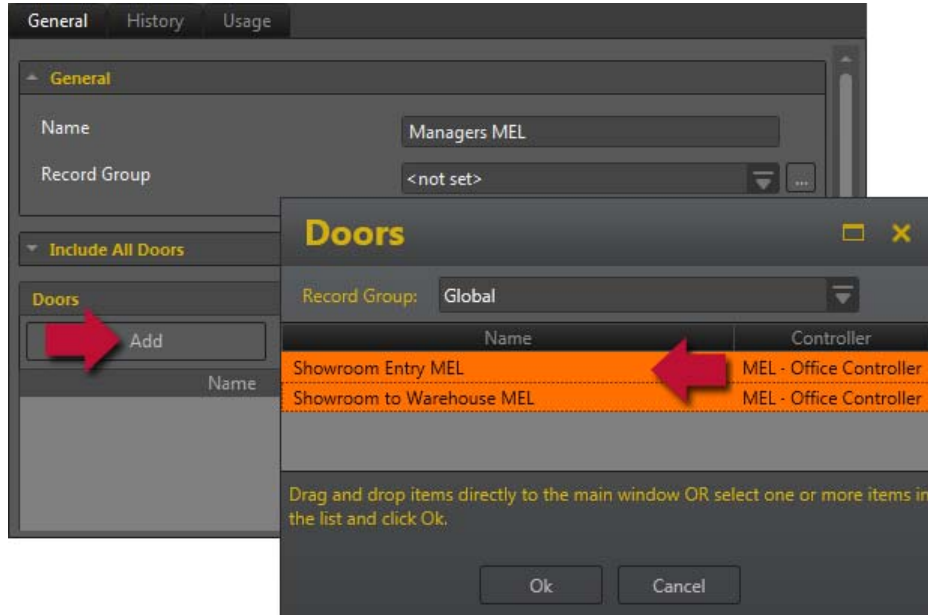 General History Usage
General
Name Managers MEL
Record Group <not set> ...
Include All Doors
Doors
Add
Name
Doors
Record Group: Global
Name Controller
Showroom Entry MEL MEL - Office Controller
Showroom to Warehouse MEL MEL - Office Controller
Drag and drop items directly to the main window OR select one or more items in
the list and click Ok.
Ok Cancel